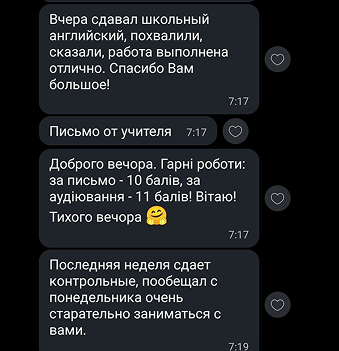 Вчера сдавал школьный
английский, похвалили,
сказали, работа выполнена
отлично. Спасибо Вам
большое!
7:17
Письмо от учителя 7:17
Доброго вечора. Гарні роботи:
за письмо - 10 балів, за
аудіювання - 11 балів! Вітаю!
Тихого вечора 🤗
7:17
Последняя неделя сдает
контрольные, пообещал с
понедельника очень
старательно заниматься с
вами.
7:19